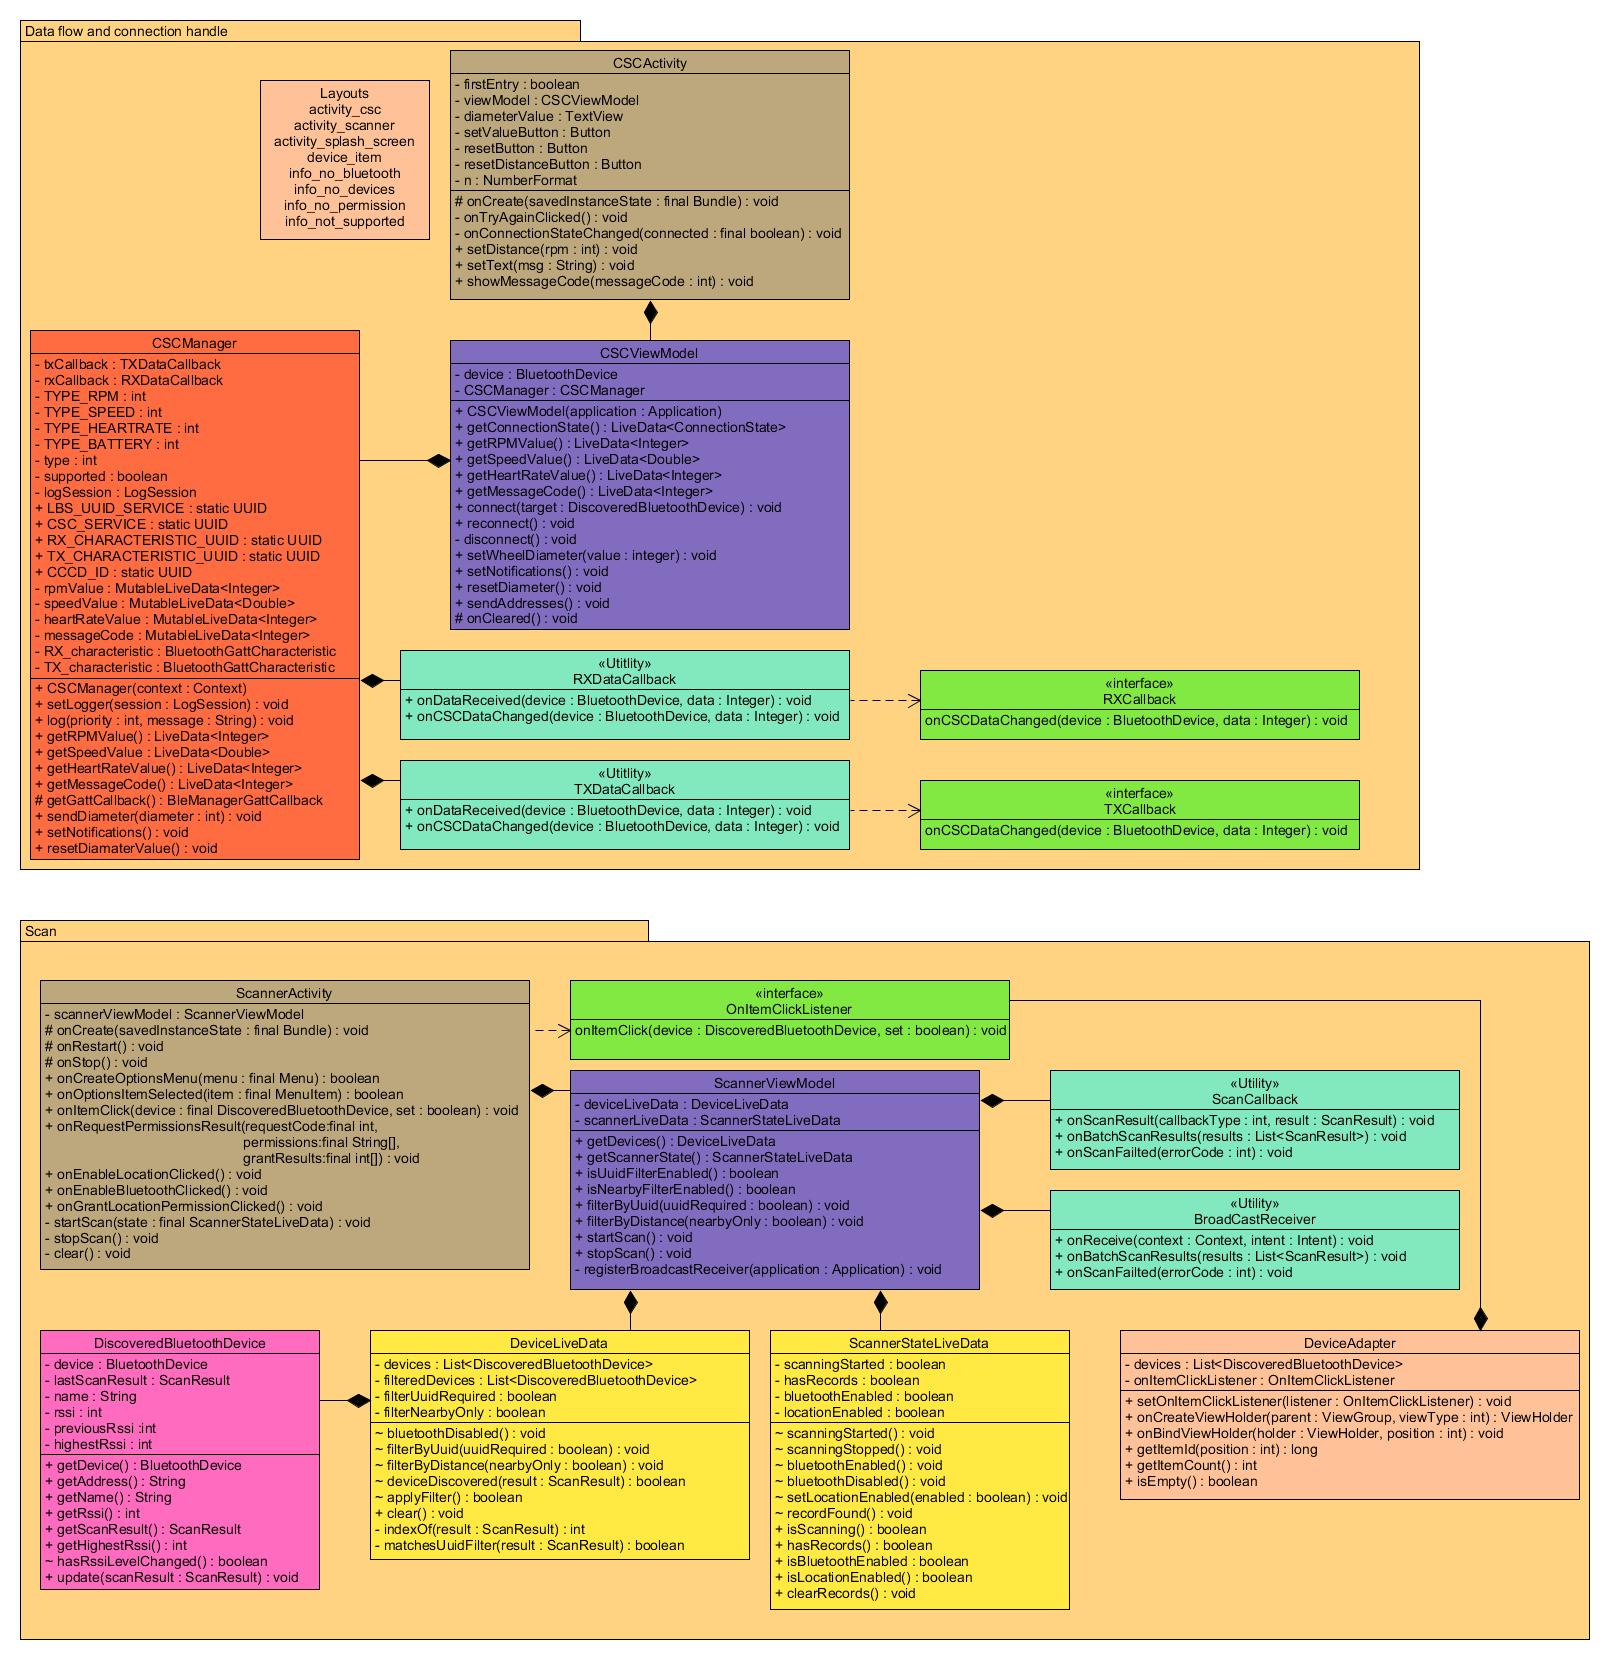 Data flow and connection handle
Layouts
activity_csc
activity_scanner
activity_splash_screen
device_item
info_no_bluetooth
info_no_devices
info_no_permission
info_not_supported
CSCActivity
- firstEntry : boolean
- viewModel : CSCViewModel
- diameterValue : TextView
- setValueButton : Button
- resetButton : Button
- resetDistanceButton : Button
- n : NumberFormat
# onCreate(savedInstanceState : final Bundle) : void
- onTryAgainClicked() : void
- onConnectionStateChanged(connected : final boolean) : void
+ setDistance(rpm : int) : void
+ setText(msg : String) : void
+ showMessageCode(messageCode : int) : void
CSCManager
- txCallback : TXDataCallback
- rxCallback : RXDataCallback
- TYPE_RPM : int
- TYPE_SPEED : int
- TYPE_HEARTRATE : int
- TYPE_BATTERY : int
- type : int
- supported : boolean
- logSession : LogSession
+ LBS_UUID_SERVICE : static UUID
+ CSC_SERVICE : static UUID
+ RX_CHARACTERISTIC_UUID : static UUID
+ TX_CHARACTERISTIC_UUID : static UUID
+ CCCD_ID : static UUID
- rpmValue : MutableLiveData<Integer>
- speedValue : MutableLiveData<Double>
- heartRateValue : MutableLiveData<Integer>
- messageCode : MutableLiveData<Integer>
- RX_characteristic : BluetoothGattCharacteristic
- TX_characteristic : BluetoothGattCharacteristic
+ CSCManager(context : Context)
+ setLogger(session : LogSession) : void
+ log(priority : int, message : String) : void
+ getRPMValue() : LiveData<Integer>
+ getSpeedValue : LiveData<Double>
+ getHeartRateValue() : LiveData<Integer>
+ getMessageCode() : LiveData<Integer>
# getGattCallback() : BleManagerGattCallback
+ sendDiameter(diameter : int) : void
+ setNotifications() : void
+ resetDiamaterValue() : void
CSCViewModel
- device : BluetoothDevice
- CSCManager : CSCManager
+ CSCViewModel(application : Application)
+ getConnectionState() : LiveData<ConnectionState>
+ getRPMValue() : LiveData<Integer>
+ getSpeedValue() : LiveData<Double>
+ getHeartRateValue() : LiveData<Integer>
+ getMessageCode() : LiveData<Integer>
+ connect(target : DiscoveredBluetoothDevice) : void
+ reconnect() : void
- disconnect() : void
+ setWheelDiameter(value : integer) : void
+ setNotifications() : void
+ resetDiameter() : void
+ sendAddresses() : void
# onCleared() : void
«Utitlity»
RXDataCallback
+ onDataReceived(device : BluetoothDevice, data : Integer) : void
+ onCSCDataChanged(device : BluetoothDevice, data : Integer) : void
«interface»
RXCallback
onCSCDataChanged(device : BluetoothDevice, data : Integer) : void
«Utitlity»
TXDataCallback
+ onDataReceived(device : BluetoothDevice, data : Integer) : void
+ onCSCDataChanged(device : BluetoothDevice, data : Integer) : void
«interface»
TXCallback
onCSCDataChanged(device : BluetoothDevice, data : Integer) : void
Scan
ScannerActivity
- scannerViewModel : ScannerViewModel
# onCreate(savedInstanceState : final Bundle) : void
# onRestart() : void
# onStop() : void
+ onCreateOptionsMenu(menu : final Menu) : boolean
+ onOptionsItemSelected(item : final MenuItem) : boolean
+ onItemClick(device : final DiscoveredBluetoothDevice, set : boolean) : void
+ onRequestPermissionsResult(requestCode:final int,
permissions:final String[],
grantResults:final int[]) : void
+ onEnableLocationClicked() : void
+ onEnableBluetoothClicked() : void
+ onGrantLocationPermissionClicked() : void
- startScan(state : final ScannerStateLiveData) : void
- stopScan() : void
- clear() : void
«interface»
OnItemClickListener
onItemClick(device : DiscoveredBluetoothDevice, set : boolean) : void
ScannerViewModel
- deviceLiveData : DeviceLiveData
- scannerLiveData : ScannerStateLiveData
+ getDevices() : DeviceLiveData
+ getScannerState() : ScannerStateLiveData
+ isUuidFilterEnabled() : boolean
+ isNearbyFilterEnabled() : boolean
+ filterByUuid(uuidRequired : boolean) : void
+ filterByDistance(nearbyOnly : boolean) : void
+ startScan() : void
+ stopScan() : void
- registerBroadcastReceiver(application : Application) : void
«Utility»
ScanCallback
+ onScanResult(callbackType : int, result : ScanResult) : void
+ onBatchScanResults(results : List<ScanResult>) : void
+ onScanFailted(errorCode : int) : void
«Utility»
BroadCastReceiver
+ onReceive(context : Context, intent : Intent) : void
+ onBatchScanResults(results : List<ScanResult>) : void
+ onScanFailted(errorCode : int) : void
DiscoveredBluetoothDevice
- device : BluetoothDevice
- lastScanResult : ScanResult
- name : String
- rssi : int
- previousRssi :int
- highestRssi : int
+ getDevice() : BluetoothDevice
+ getAddress() : String
+ getName() : String
+ getRssi() : int
+ getScanResult() : ScanResult
+ getHighestRssi() : int
~ hasRssiLevelChanged() : boolean
+ update(scanResult : ScanResult) : void
DeviceLiveData
- devices : List<DiscoveredBluetoothDevice>
- filteredDevices : List<DiscoveredBluetoothDevice>
- filterUuidRequired : boolean
- filterNearbyOnly : boolean
~ bluetoothDisabled() : void
~ filterByUuid(uuidRequired : boolean) : void
~ filterByDistance(nearbyOnly : boolean) : void
~ deviceDiscovered(result : ScanResult) : boolean
~ applyFilter() : boolean
+ clear() : void
- indexOf(result : ScanResult) : int
- matchesUuidFilter(result : ScanResult) : boolean
ScannerStateLiveData
- scanningStarted : boolean
- hasRecords : boolean
- bluetoothEnabled : boolean
- locationEnabled : boolean
~ scanningStarted() : void
~ scanningStopped() : void
~ bluetoothEnabled() : void
~ bluetoothDisabled() : void
~ setLocationEnabled(enabled : boolean) : void
~ recordFound() : void
+ isScanning() : boolean
+ hasRecords() : boolean
+ isBluetoothEnabled : boolean
+ isLocationEnabled() : boolean
+ clearRecords() : void
DeviceAdapter
- devices : List<DiscoveredBluetoothDevice>
- onItemClickListener : OnItemClickListener
+ setOnItemClickListener(listener : OnItemClickListener) : void
+ onCreateViewHolder(parent : ViewGroup, viewType : int) : ViewHolder
+ onBindViewHolder(holder : ViewHolder, position : int) : void
+ getItemId(position : int) : long
+ getItemCount() : int
+ isEmpty() : boolean